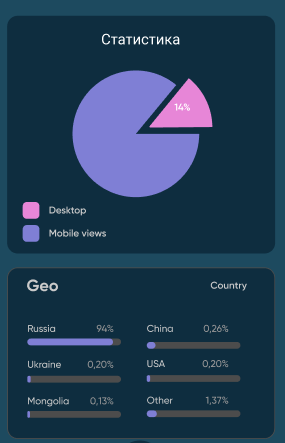 Статистика
14%
Desktop
Mobile views
Geo Country
Russia 94% China 0,26%
Ukraine 0,20% USA 0,20%
Mongolia 0,13% Other 1,37%